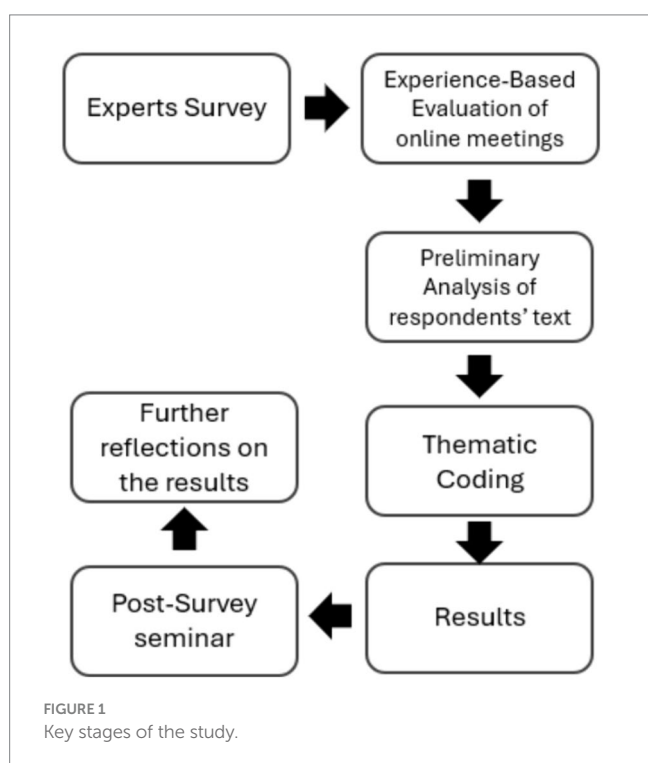 Experts Survey
Experience-Based
Evaluation of
online meetings
Preliminary
Analysis of
respondents’ text
Thematic
Coding
Results
Post-Survey
seminar
Further
reflections on
the results
FIGURE 1
Key stages of the study.